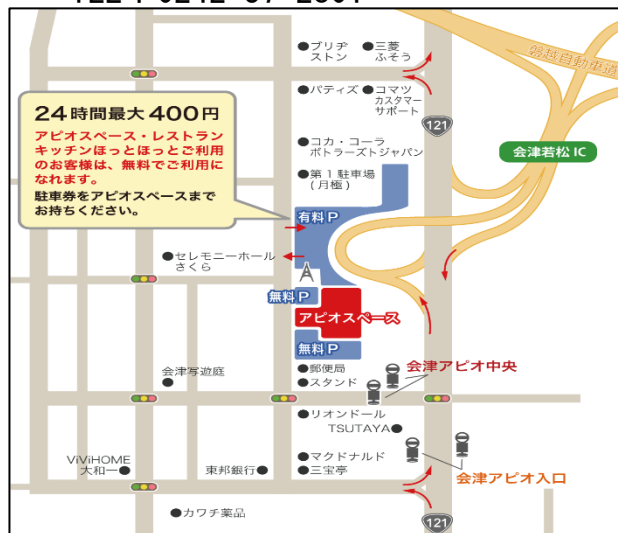 ブリヂ
ストン
三菱
ふそう
磐越自動車道
パティズ
コマツ
カスタマー
サポート
121
24時間最大400円
アピオスペース・レストラン
キッチンほっとほっとご利用
のお客様は、無料でご利用に
なれます。
駐車券をアピオスペースまで
お持ちください。
コカ・コーラ
ボトラーズトジャパン
会津若松IC
第1駐車場
(月極)
有料P
セレモニーホール
さくら
無料P
アピオスペース
無料P
会津写遊庭
郵便局
スタンド
会津アピオ中央
リオンドール
TSUTAYA
ViViHOME
大和一
東邦銀行
マクドナルド
三宝亭
会津アピオ入口
カワチ薬品
121